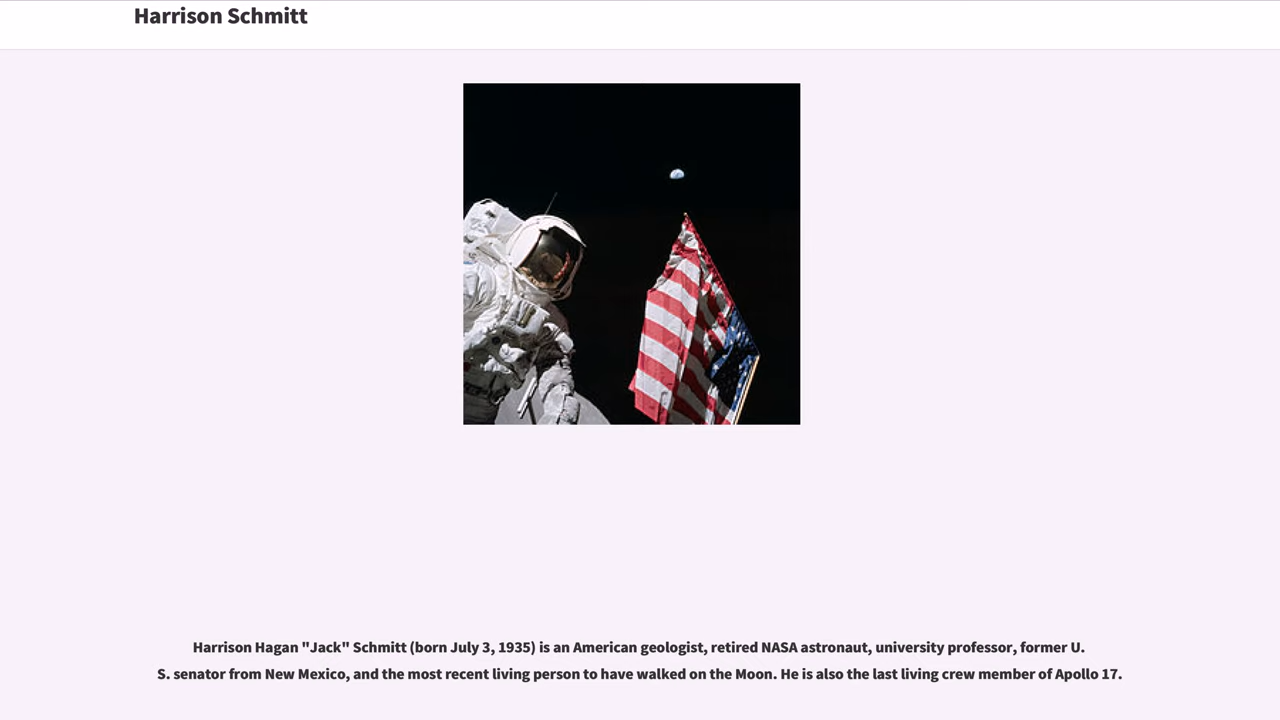 Harrison Schmitt
Harrison Hagan "Jack" Schmitt (born July 3, 1935) is an American geologist, retired NASA astronaut, university professor, former U.
S. senator from New Mexico, and the most recent living person to have walked on the Moon. He is also the last living crew member of Apollo 17.